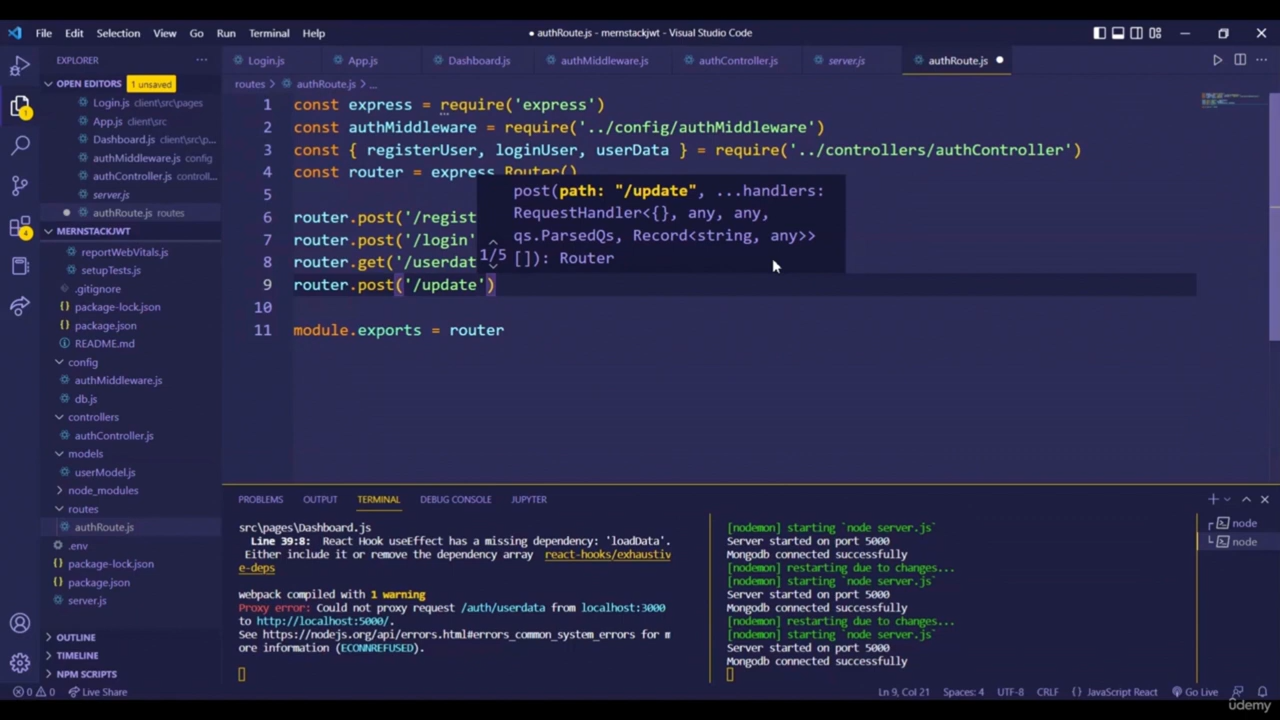 File Edit Selection View Go Run Terminal Help
● authRoute.js - mernstackjwt - Visual Studio Code
EXPLORER
OPEN EDITORS 1 unsaved
Login.js client\src\pages
App.js client\src
Dashboard.js client\src\p...
authMiddleware.js config
authController.js controll...
server.js
authRoute.js routes
MERNSTACKJWT
reportWebVitals.js
setupTests.js
.gitignore
package-lock.json
package.json
README.md
config
authMiddleware.js
db.js
controllers
authController.js
models
userModel.js
node_modules
routes
authRoute.js
.env
package-lock.json
package.json
server.js
OUTLINE
TIMELINE
NPM SCRIPTS
Login.js App.js Dashboard.js authMiddleware.js authController.js server.js authRoute.js
routes > authRoute.js > ...
1 const express = require('express')
2 const authMiddleware = require('../config/authMiddleware')
3 const { registerUser, loginUser, userData } = require('../controllers/authController')
4 const router = express.Router()
5
6 router.post('/regist
7 router.post('/login'
8 router.get('/userdat
9 router.post('/update')
10
11 module.exports = router
post(path: "/update", ...handlers:
RequestHandler<{}, any, any,
qs.ParsedQs, Record<string, any>>
1/5 []): Router
PROBLEMS OUTPUT TERMINAL DEBUG CONSOLE JUPYTER
src\pages\Dashboard.js
Line 39:8: React Hook useEffect has a missing dependency: 'loadData'.
Either include it or remove the dependency array react-hooks/exhaustiv
e-deps
webpack compiled with 1 warning
Proxy error: Could not proxy request /auth/userdata from localhost:3000
to http://localhost:5000/.
See https://nodejs.org/api/errors.html#errors_common_system_errors for m
ore information (ECONNREFUSED).
[nodemon] starting `node server.js`
Server started on port 5000
Mongodb connected successfully
[nodemon] restarting due to changes...
[nodemon] starting `node server.js`
Server started on port 5000
Mongodb connected successfully
[nodemon] restarting due to changes...
[nodemon] starting `node server.js`
Server started on port 5000
Mongodb connected successfully
node
node
0 0 Live Share Ln 9, Col 21 Spaces: 4 UTF-8 CRLF {} JavaScript React Go Live
1
4
udemy